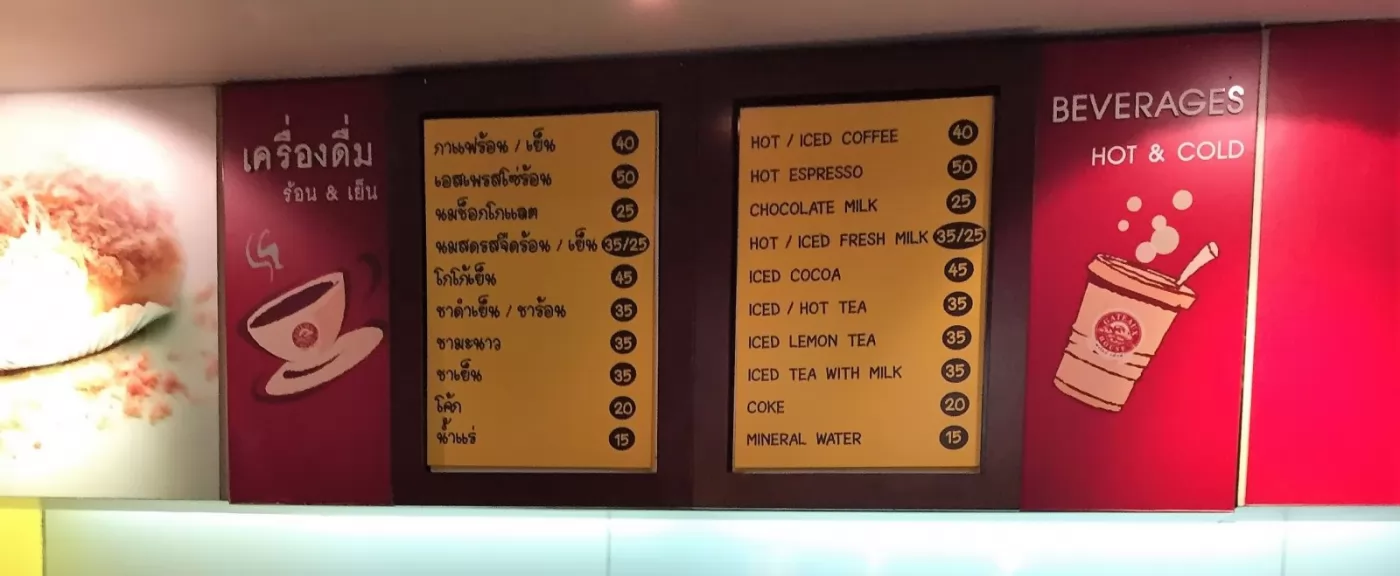 เครื่องดื่ม
ร้อน & เย็น
กาแฟร้อน / เย็น 40
เอสเพรสโซ่ร้อน 50
นมช็อกโกแลต 25
นมสดรสจืดร้อน / เย็น 35/25
โกโก้เย็น 45
ชาดำเย็น / ชาร้อน 35
ชามะนาว 35
ชาเย็น 35
โค้ก 20
น้ำแร่ 15
HOT / ICED COFFEE 40
HOT ESPRESSO 50
CHOCOLATE MILK 25
HOT / ICED FRESH MILK 35/25
ICED COCOA 45
ICED / HOT TEA 35
ICED LEMON TEA 35
ICED TEA WITH MILK 35
COKE 20
MINERAL WATER 15
BEVERAGES
HOT & COLD
GATEAUX
HOUSE